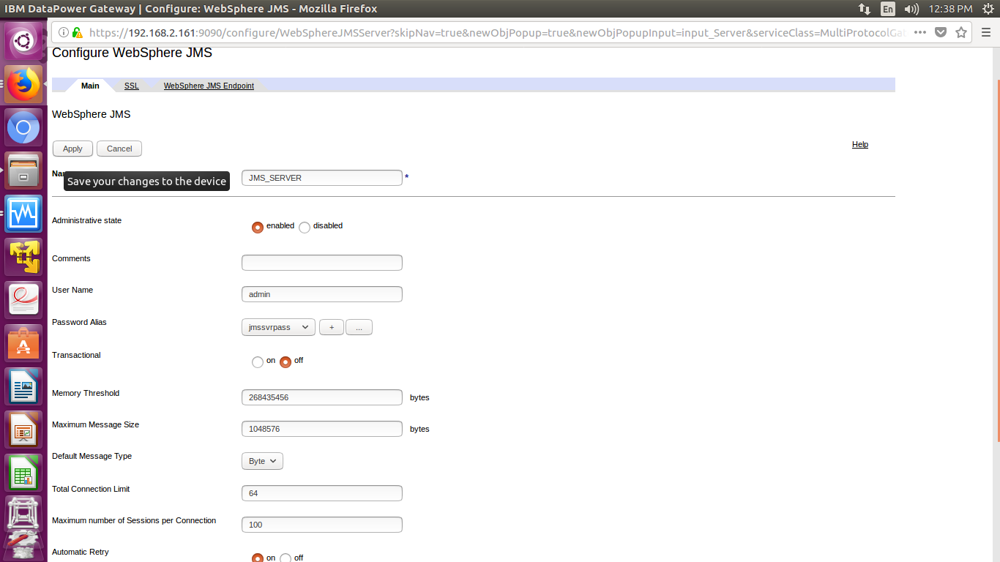 IBM DataPower Gateway | Configure: WebSphere JMS - Mozilla Firefox
En
12:38 PM
https://192.168.2.161:9090/configure/WebSphereJMSServer?skipNav=true&newObjPopup=true&newObjPopupInput=input_Server&serviceClass=MultiProtocolGat
Configure WebSphere JMS
Main SSL WebSphere JMS Endpoint
WebSphere JMS
Apply Cancel Help
JMS_SERVER *
Save your changes to the device
Administrative state enabled disabled
Comments
User Name admin
Password Alias jmssvrpass + ...
Transactional on off
Memory Threshold 268435456 bytes
Maximum Message Size 1048576 bytes
Default Message Type Byte
Total Connection Limit 64
Maximum number of Sessions per Connection 100
Automatic Retry on off